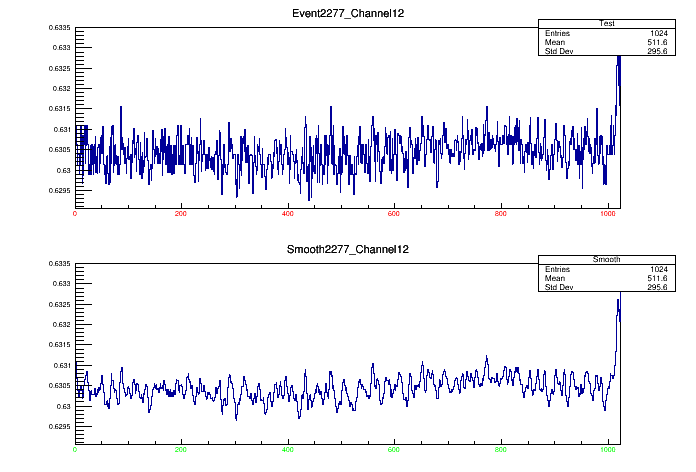 Event2277_Channel12
Test
Entries 1024
Mean 511.6
Std Dev 295.6
0.6335
0.633
0.6325
0.632
0.6315
0.631
0.6305
0.63
0.6295
0 200 400 600 800 1000
Smooth2277_Channel12
Smooth
Entries 1024
Mean 511.6
Std Dev 295.6
0.6335
0.633
0.6325
0.632
0.6315
0.631
0.6305
0.63
0.6295
0 200 400 600 800 1000